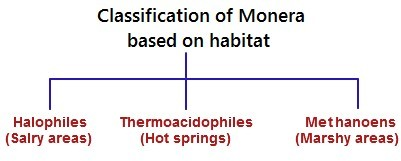 Classification of Monera
based on habitat
Halophiles
(Salry areas)
Thermoacidophiles
(Hot springs)
Methanoens
(Marshy areas)